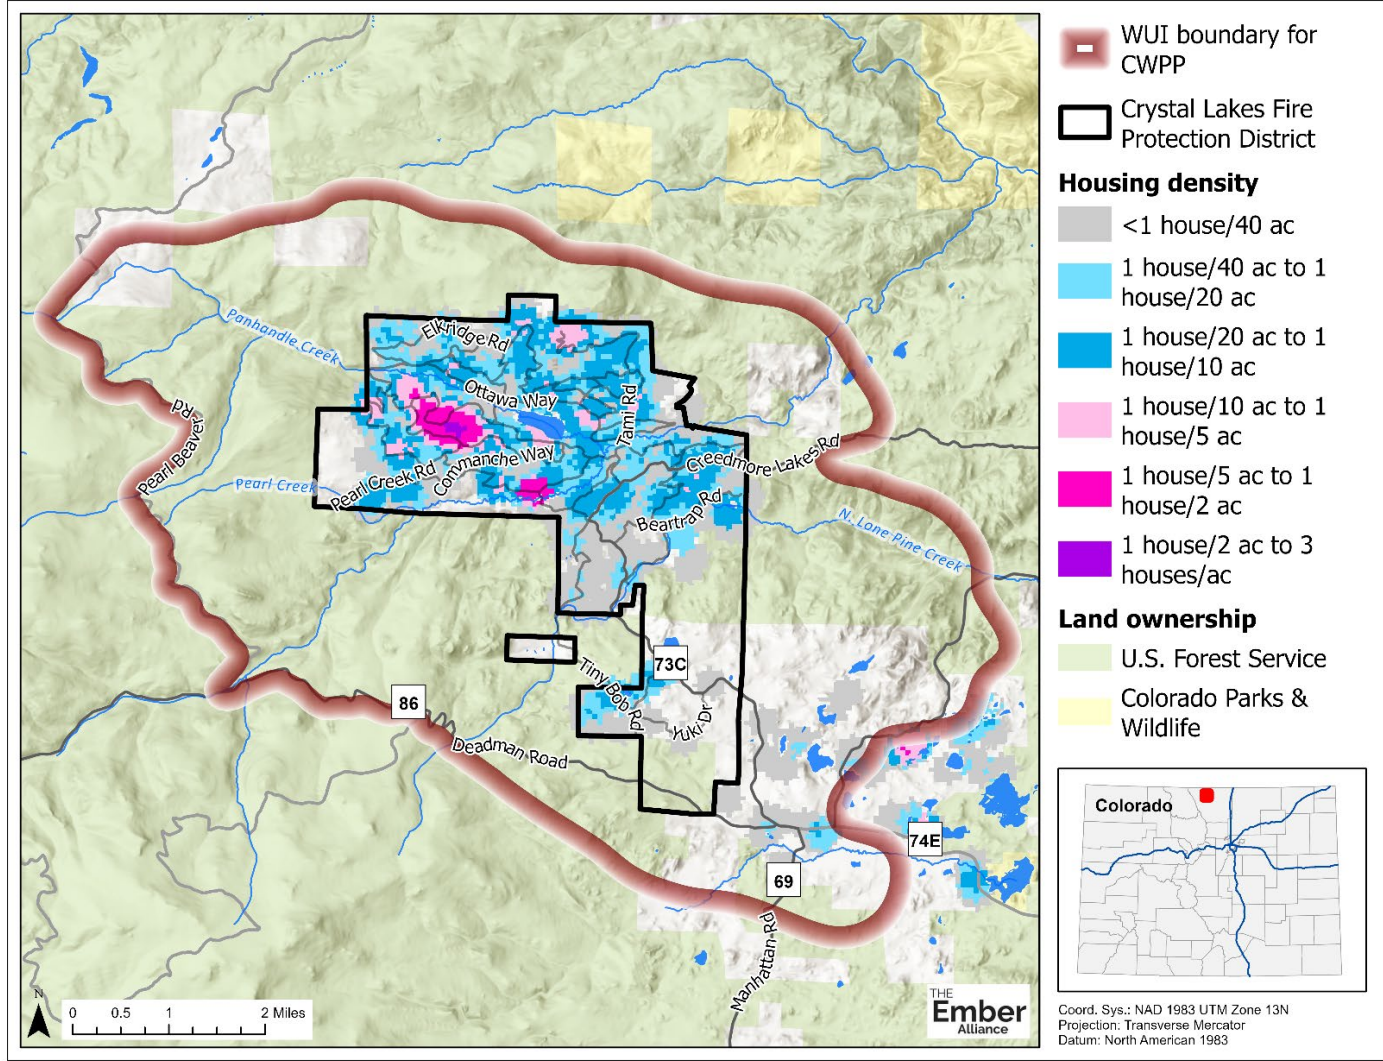 WUI boundary for
CWPP
Crystal Lakes Fire
Protection District
Housing density
<1 house/40 ac
1 house/40 ac to 1
house/20 ac
1 house/20 ac to 1
house/10 ac
1 house/10 ac to 1
house/5 ac
1 house/5 ac to 1
house/2 ac
1 house/2 ac to 3
houses/ac
Land ownership
U.S. Forest Service
Colorado Parks &
Wildlife
Colorado
Coord. Sys.: NAD 1983 UTM Zone 13N
Projection: Transverse Mercator
Datum: North American 1983
Panhandle Creek
Elkridge Rd
Ottawa Way
Tami Rd
Pearl Beaver Rd
Pearl Creek
Pearl Creek Rd
Commanche Way
Creedmore Lakes Rd
Beartrap Rd
N. Lone Pine Creek
73C
Tiny Bob Rd
Yuki Dr
86
Deadman Road
74E
69
Manhattan Rd
N
0 0.5 1 2 Miles
THE
Ember
Alliance